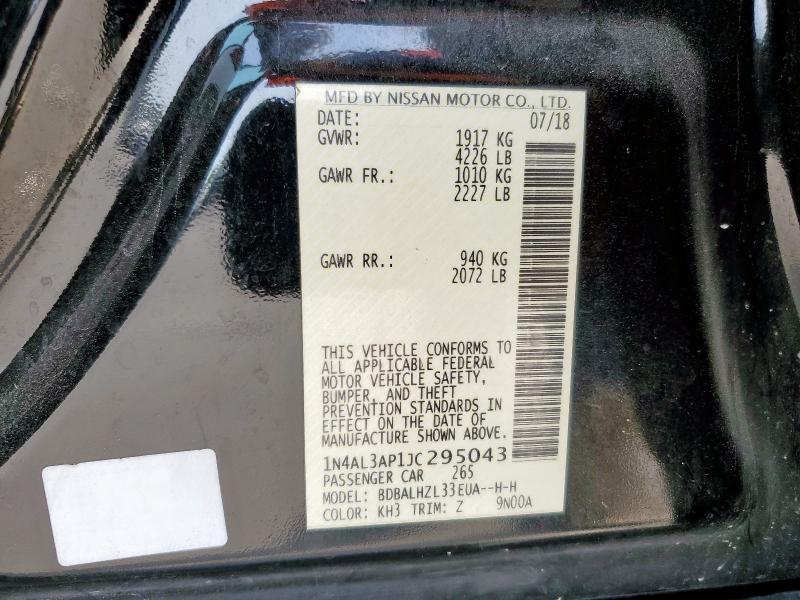 MFD BY NISSAN MOTOR CO., LTD.
DATE: 07/18
GVWR: 1917 KG
4226 LB
GAWR FR.: 1010 KG
2227 LB
GAWR RR.: 940 KG
2072 LB
THIS VEHICLE CONFORMS TO
ALL APPLICABLE FEDERAL
MOTOR VEHICLE SAFETY,
BUMPER, AND THEFT
PREVENTION STANDARDS IN
EFFECT ON THE DATE OF
MANUFACTURE SHOWN ABOVE.
1N4AL3AP1JC295043
PASSENGER CAR 265
MODEL: BDBALHZL33EUA--H-H
COLOR: KH3 TRIM: Z 9N00A